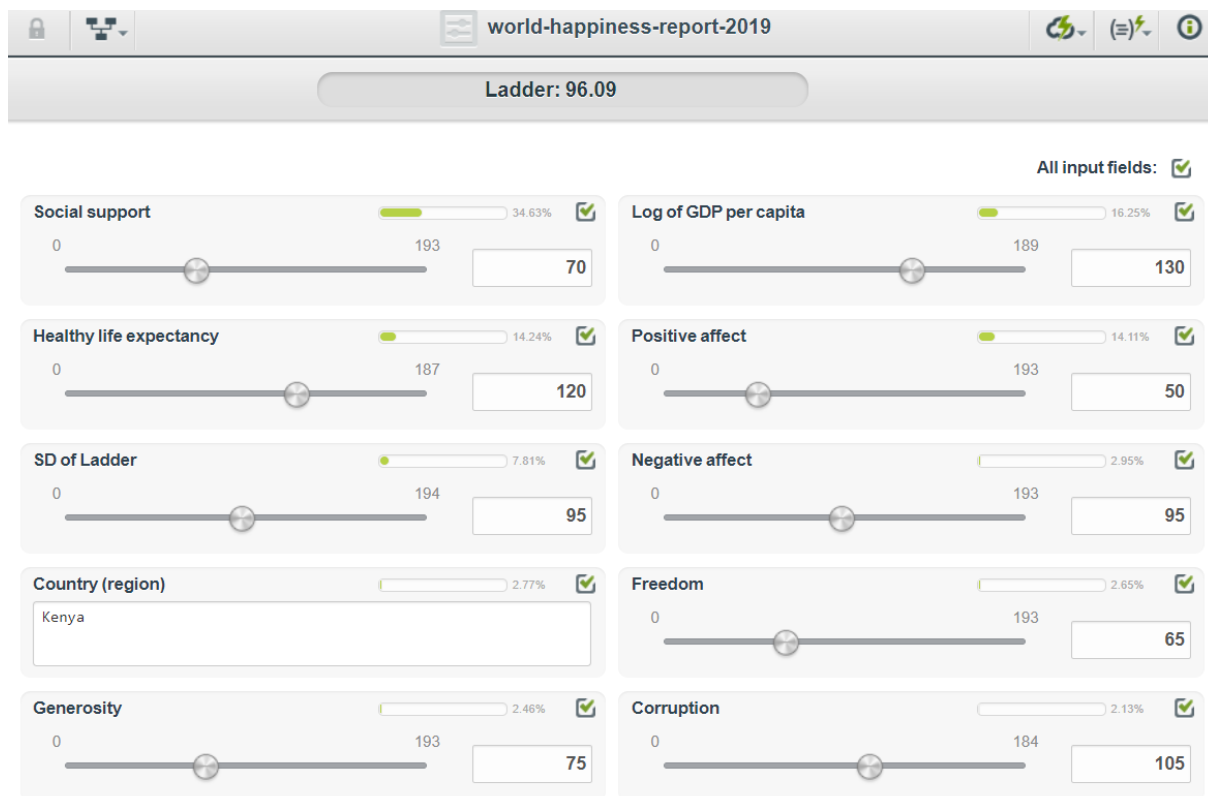 world-happiness-report-2019
Ladder: 96.09
All input fields:
Social support 34.63%
0 193
70
Log of GDP per capita 16.25%
0 189
130
Healthy life expectancy 14.24%
0 187
120
Positive affect 14.11%
0 193
50
SD of Ladder 7.81%
0 194
95
Negative affect 2.95%
0 193
95
Country (region) 2.77%
Kenya
Freedom 2.65%
0 193
65
Generosity 2.46%
0 193
75
Corruption 2.13%
0 184
105